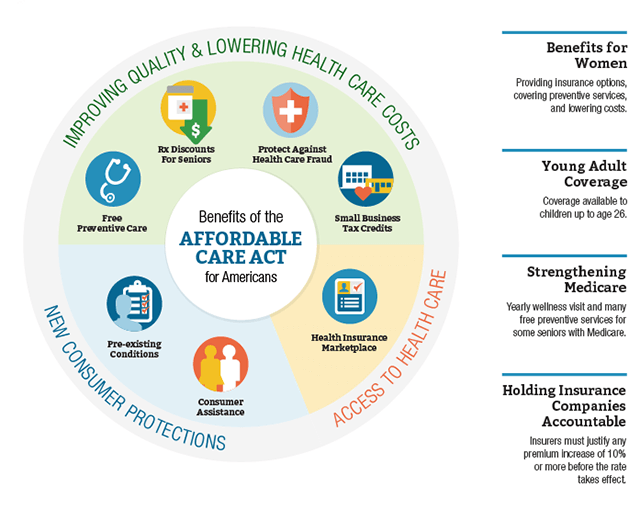 IMPROVING QUALITY & LOWERING HEALTH CARE COSTS
Rx Discounts
For Seniors
Protect Against
Health Care Fraud
Free
Preventive Care
Small Business
Tax Credits
Benefits of the
AFFORDABLE
CARE ACT
for Americans
Pre-existing
Conditions
Consumer
Assistance
Health Insurance
Marketplace
NEW CONSUMER PROTECTIONS
ACCESS TO HEALTH CARE
Benefits for
Women
Providing insurance options,
covering preventive services,
and lowering costs.
Young Adult
Coverage
Coverage available to
children up to age 26.
Strengthening
Medicare
Yearly wellness visit and many
free preventive services for
some seniors with Medicare.
Holding Insurance
Companies
Accountable
Insurers must justify any
premium increase of 10%
or more before the rate
takes effect.